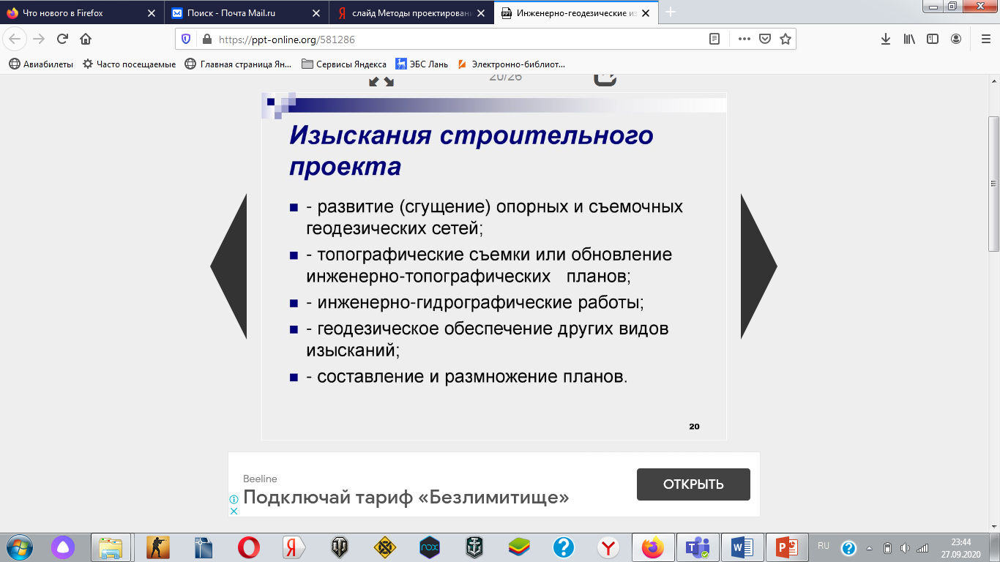 Что нового в Firefox
Поиск - Почта Mail.ru
слайд Методы проектировани
Инженерно-геодезические из
https://ppt-online.org/581286
Авиабилеты
Часто посещаемые
Главная страница Ян...
Сервисы Яндекса
ЭБС Лань
Электронно-библиот...
20/26
Изыскания строительного
проекта
- развитие (сгущение) опорных и съемочных
геодезических сетей;
- топографические съемки или обновление
инженерно-топографических планов;
- инженерно-гидрографические работы;
- геодезическое обеспечение других видов
изысканий;
- составление и размножение планов.
20
Beeline
Подключай тариф «Безлимитище»
ОТКРЫТЬ
nox
RU
23:44
27.09.2020